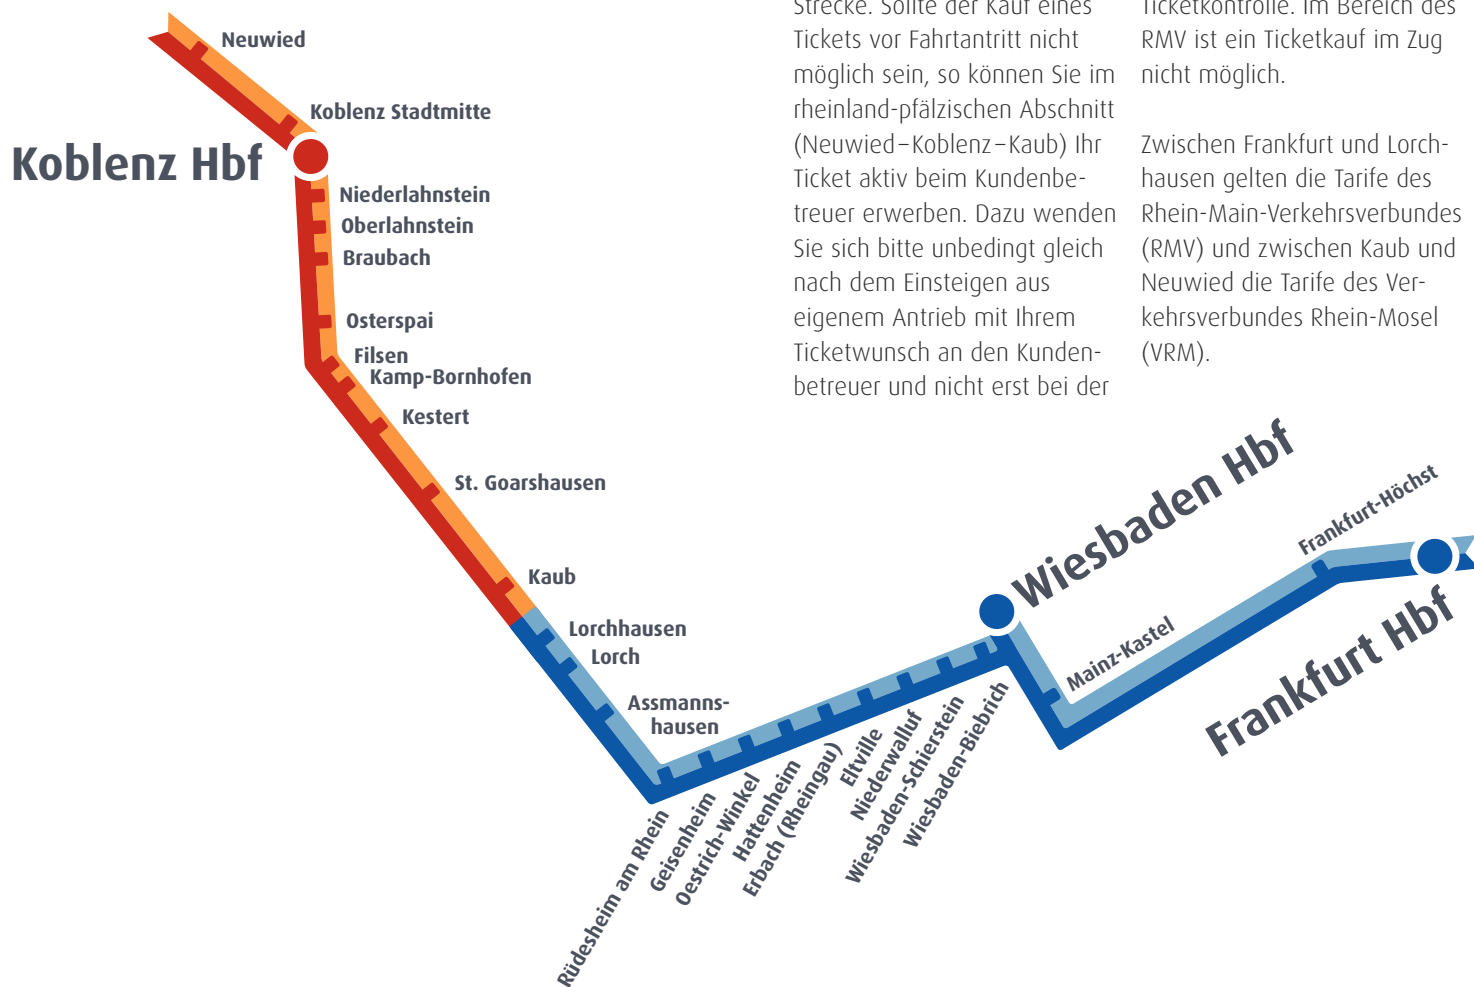 Neuwied
Koblenz Stadtmitte
Koblenz Hbf
Niederlahnstein
Oberlahnstein
Braubach
Osterspai
Filsen
Kamp-Bornhofen
Kestert
St. Goarshausen
Kaub
Lorchhausen
Lorch
Assmanns-
hausen
Rüdesheim am Rhein
Geisenheim
Oestrich-Winkel
Hattenheim
Erbach (Rheingau)
Eltville
Niederwalluf
Wiesbaden-Schierstein
Wiesbaden-Biebrich
Wiesbaden Hbf
Mainz-Kastel
Frankfurt-Höchst
Frankfurt Hbf
Strecke. Sollte der Kauf eines
Tickets vor Fahrtantritt nicht
möglich sein, so können Sie im
rheinland-pfälzischen Abschnitt
(Neuwied–Koblenz–Kaub) Ihr
Ticket aktiv beim Kundenbe-
treuer erwerben. Dazu wenden
Sie sich bitte unbedingt gleich
nach dem Einsteigen aus
eigenem Antrieb mit Ihrem
Ticketwunsch an den Kunden-
betreuer und nicht erst bei der
Ticketkontrolle. Im Bereich des
RMV ist ein Ticketkauf im Zug
nicht möglich.
Zwischen Frankfurt und Lorch-
hausen gelten die Tarife des
Rhein-Main-Verkehrsverbundes
(RMV) und zwischen Kaub und
Neuwied die Tarife des Ver-
kehrsverbundes Rhein-Mosel
(VRM).